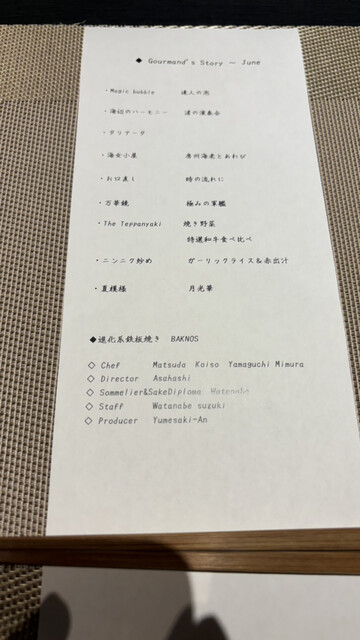 ◆ Gourmand's Story ～ June
・Magic bubble 達人の泡
・海辺のハーモニー 波の演奏会
・タリアータ
・海女小屋 房州海老とあわび
・お口直し 時の流れに
・万華鏡 極みの軍艦
・The Teppanyaki 焼き野菜
特選和牛食べ比べ
・ニンニク炒め ガーリックライス＆赤出汁
・夏模様 月光華
◆進化系鉄板焼き BAKNOS
◇ Chef Matsuda Koiso Yamaguchi Mimura
◇ Director Asahashi
◇ Sommelier&SakeDiploma Watanabe
◇ Staff Watanabe suzuki
◇ Producer Yumesaki-An